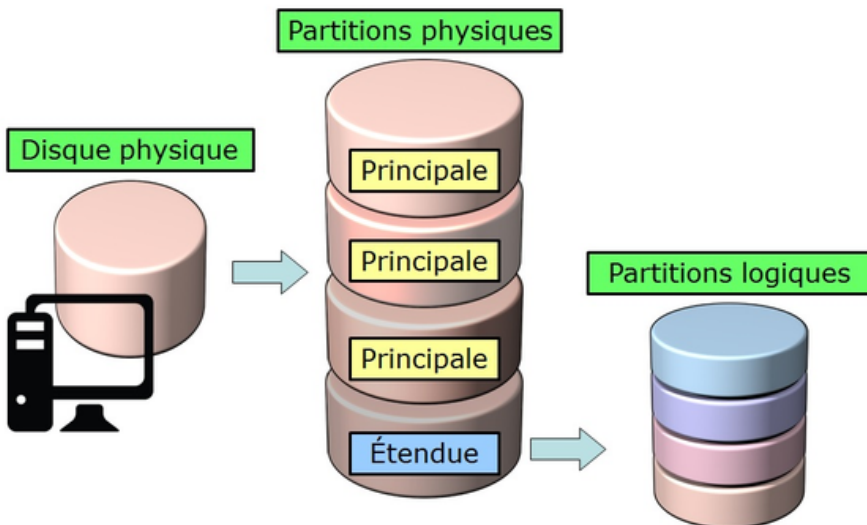 Partitions physiques
Disque physique
Principale
Principale
Partitions logiques
Principale
Étendue